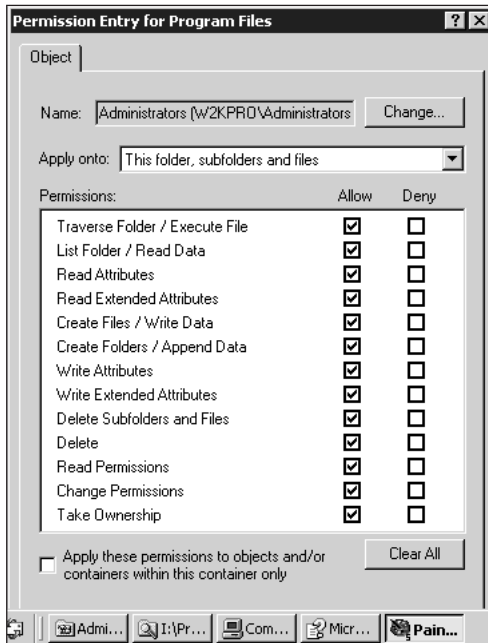 Permission Entry for Program Files
Object
Name: Administrators (W2KPRO\Administrators Change...
Apply onto: This folder, subfolders and files
Permissions: Allow Deny
Traverse Folder / Execute File
List Folder / Read Data
Read Attributes
Read Extended Attributes
Create Files / Write Data
Create Folders / Append Data
Write Attributes
Write Extended Attributes
Delete Subfolders and Files
Delete
Read Permissions
Change Permissions
Take Ownership
Apply these permissions to objects and/or
containers within this container only
Clear All
Admi... I:\Pr... Com... Micr... Pain...